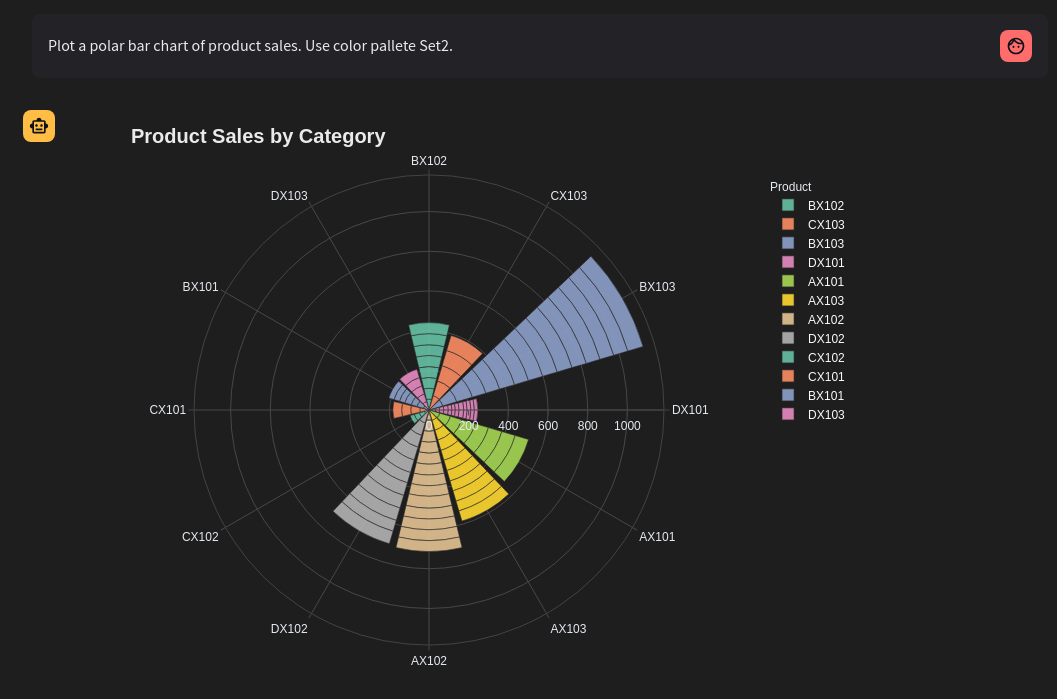 Plot a polar bar chart of product sales. Use color pallete Set2.
Product Sales by Category
BX102
DX103
CX103
BX101
BX103
CX101
DX101
0 200 400 600 800 1000
CX102
AX101
DX102
AX103
AX102
Product
BX102
CX103
BX103
DX101
AX101
AX103
AX102
DX102
CX102
CX101
BX101
DX103